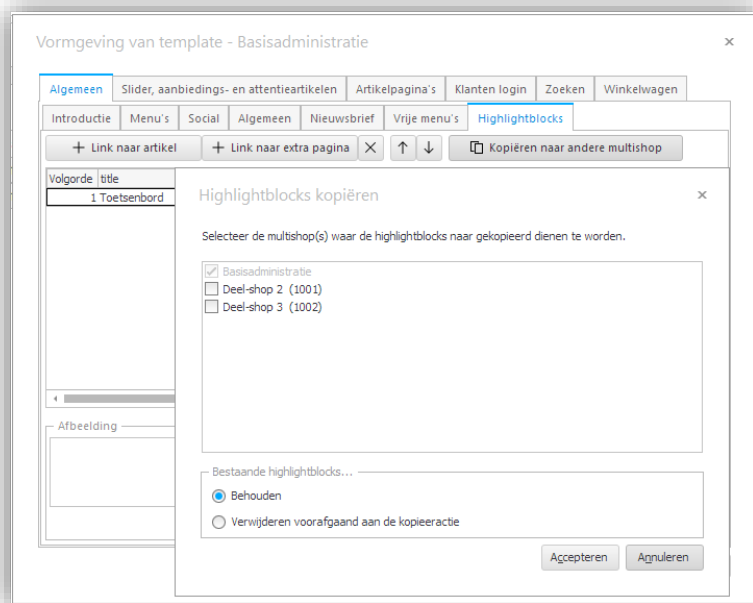 Vormgeving van template - Basisadministratie
Algemeen Slider, aanbiedings- en attentieartikelen Artikelpagina's Klanten login Zoeken Winkelwagen
Introductie Menu's Social Algemeen Nieuwsbrief Vrije menu's Highlightblocks
Link naar artikel Link naar extra pagina Kopiëren naar andere multishop
Volgorde title
1 Toetsenbord
Highlightblocks kopiëren
Selecteer de multishop(s) waar de highlightblocks naar gekopieerd dienen te worden.
Basisadministratie
Deel-shop 2 (1001)
Deel-shop 3 (1002)
Afbeelding
Bestaande highlightblocks...
Behouden
Verwijderen voorafgaand aan de kopieeractie
Accepteren Annuleren